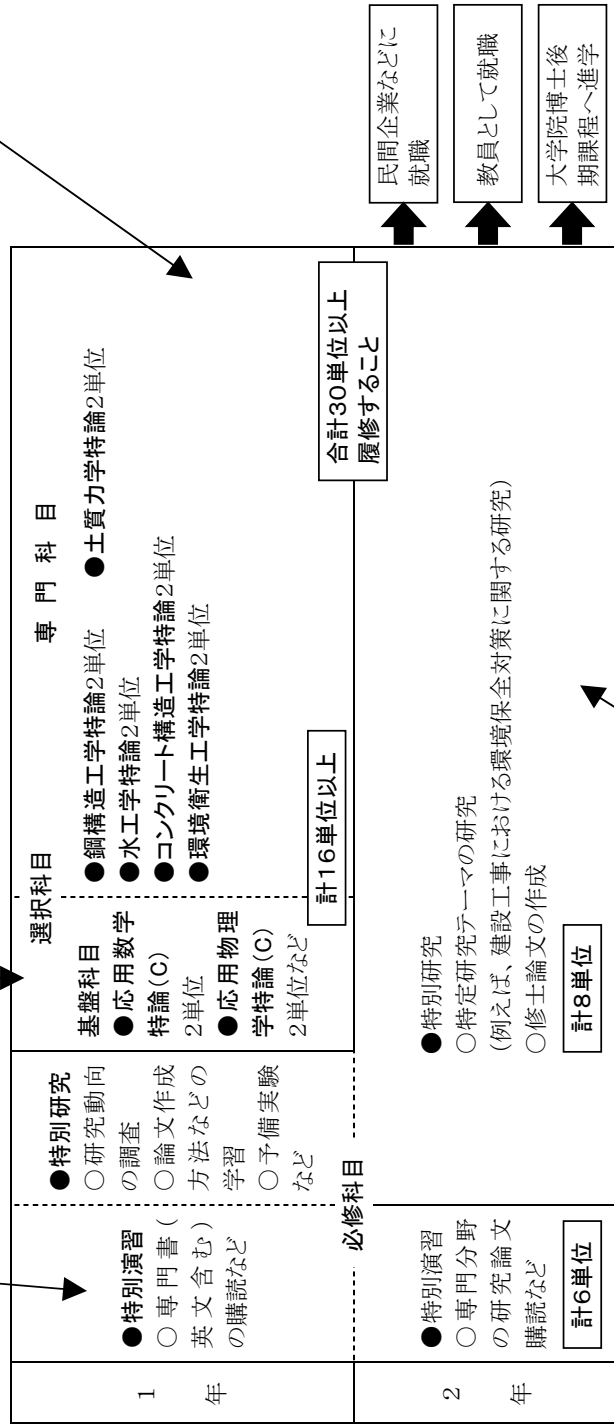 1
年
●特別演習
○専門書(
英文含む)
の購読など
●特別研究
○研究動向
の調査
○論文作成
方法などの
学習
○予備実験
など
必修科目
選択科目
基盤科目
●応用数学
特論(C)
2単位
●応用物理
学特論(C)
2単位など
専 門 科 目
●鋼構造工学特論2単位
●水工学特論2単位
●コンクリート構造工学特論2単位
●環境衛生工学特論2単位
●土質力学特論2単位
計16単位以上
合計30単位以上
履修すること
2
年
●特別演習
○専門分野
の研究論文
購読など
計6単位
●特別研究
○特定研究テーマの研究
(例えば、建設工事における環境保全対策に関する研究)
○修士論文の作成
計8単位
民間企業などに
就職
教員として就職
大学院博士後
期課程へ進学